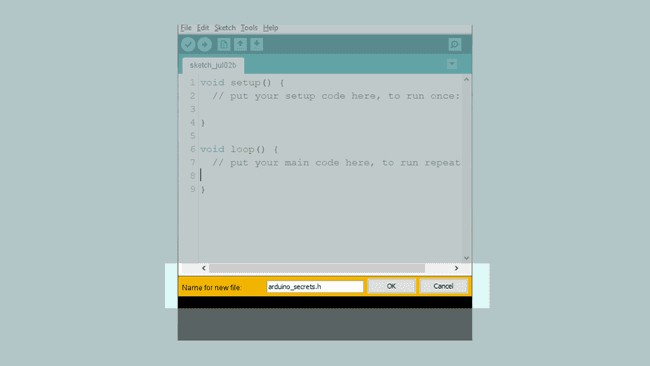 File Edit Sketch Tools Help
sketch_jul02b
1 void setup() {
2 // put your setup code here, to run once:
3
4 }
5
6 void loop() {
7 // put your main code here, to run repeat
8
9 }
Name for new file: arduino_secrets.h OK Cancel